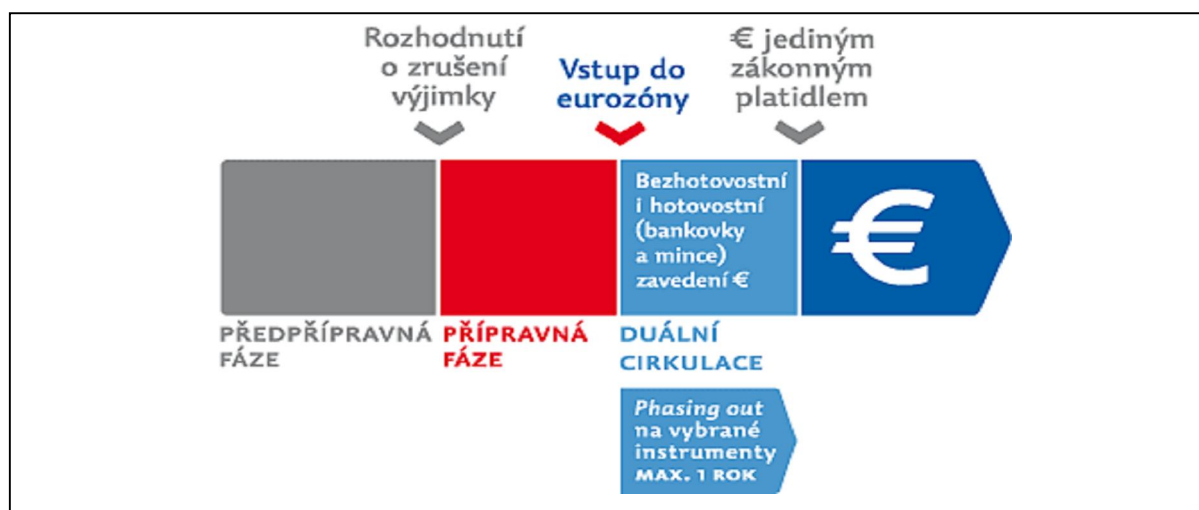 Rozhodnutí
o zrušení
výjimky
Vstup do
eurozóny
€ jediným
zákonným
platidlem
Bezhotovostní
i hotovostní
(bankovky
a mince)
zavedení €
€
PŘEDPŘÍPRAVNÁ
FÁZE
PŘÍPRAVNÁ
FÁZE
DUÁLNÍ
CIRKULACE
Phasing out
na vybrané
instrumenty
MAX. 1 ROK